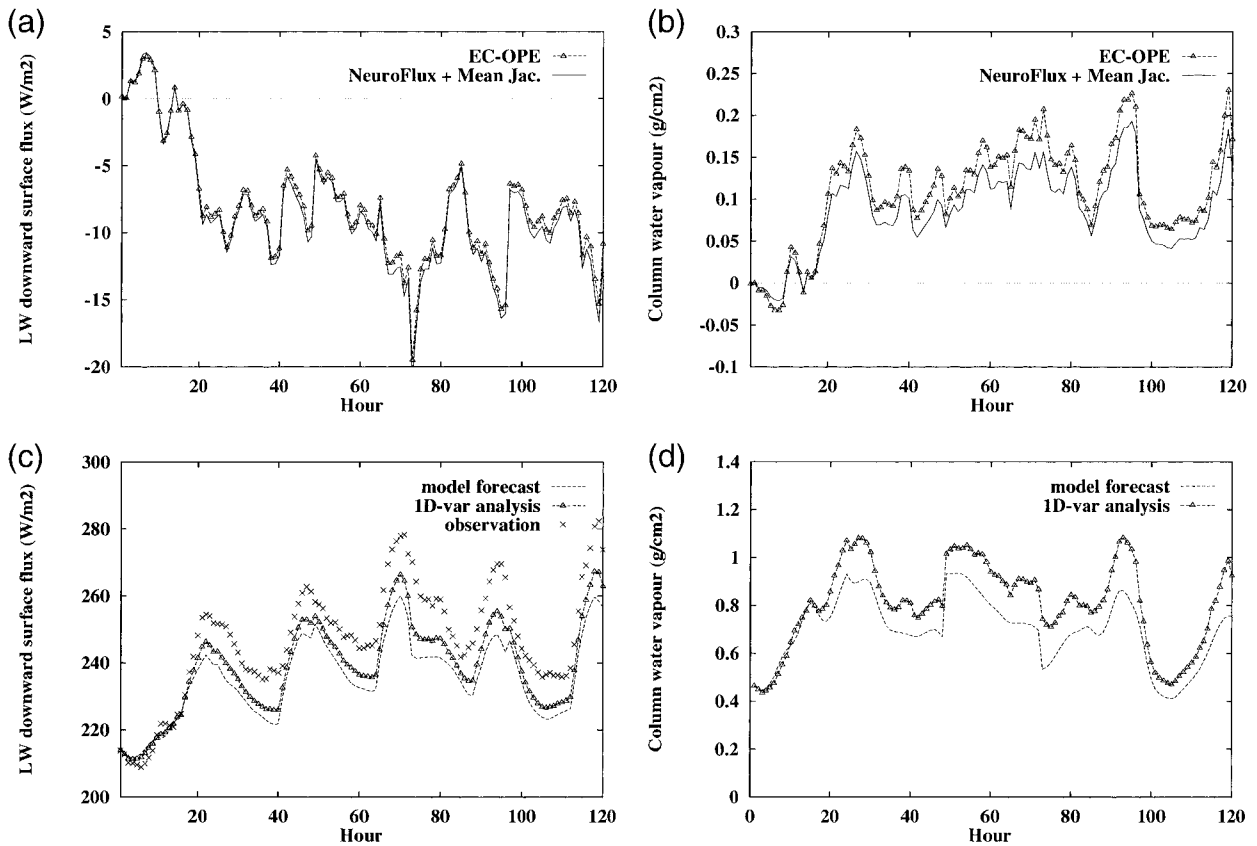 (a)
LW downward surface flux (W/m2)
5
0
-5
-10
-15
-20
EC-OPE
NeuroFlux + Mean Jac.
20
40
60
80
100
120
Hour
(b)
Column water vapour (g/cm2)
0.3
0.25
0.2
0.15
0.1
0.05
0
-0.05
-0.1
EC-OPE
NeuroFlux + Mean Jac.
20
40
60
80
100
120
Hour
(c)
LW downward surface flux (W/m2)
300
280
260
240
220
200
model forecast
1D-var analysis
observation
20
40
60
80
100
120
Hour
(d)
Column water vapour (g/cm2)
1.4
1.2
1
0.8
0.6
0.4
0.2
0
model forecast
1D-var analysis
0
20
40
60
80
100
120
Hour